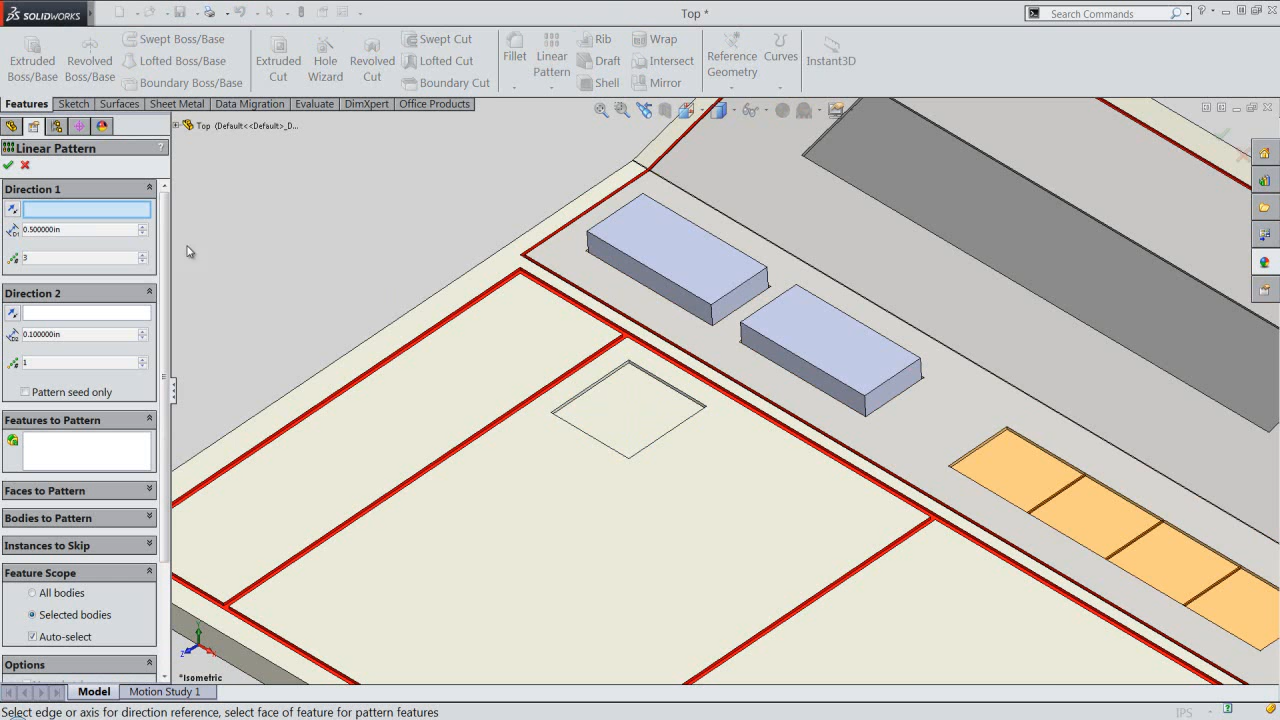 SOLIDWORKS
Top *
Search Commands
Extruded Boss/Base
Revolved Boss/Base
Swept Boss/Base
Lofted Boss/Base
Boundary Boss/Base
Extruded Cut
Hole Wizard
Revolved Cut
Swept Cut
Lofted Cut
Boundary Cut
Fillet
Linear Pattern
Rib
Draft
Shell
Wrap
Intersect
Mirror
Reference Geometry
Curves
Instant3D
Features
Sketch
Surfaces
Sheet Metal
Data Migration
Evaluate
DimXpert
Office Products
Top (Default<<Default>_D...
Linear Pattern
?
Direction 1
0.500000in
3
Direction 2
0.100000in
1
Pattern seed only
Features to Pattern
Faces to Pattern
Bodies to Pattern
Instances to Skip
Feature Scope
All bodies
Selected bodies
Auto-select
Options
*Isometric
Model
Motion Study 1
Select edge or axis for direction reference, select face of feature for pattern features
IPS